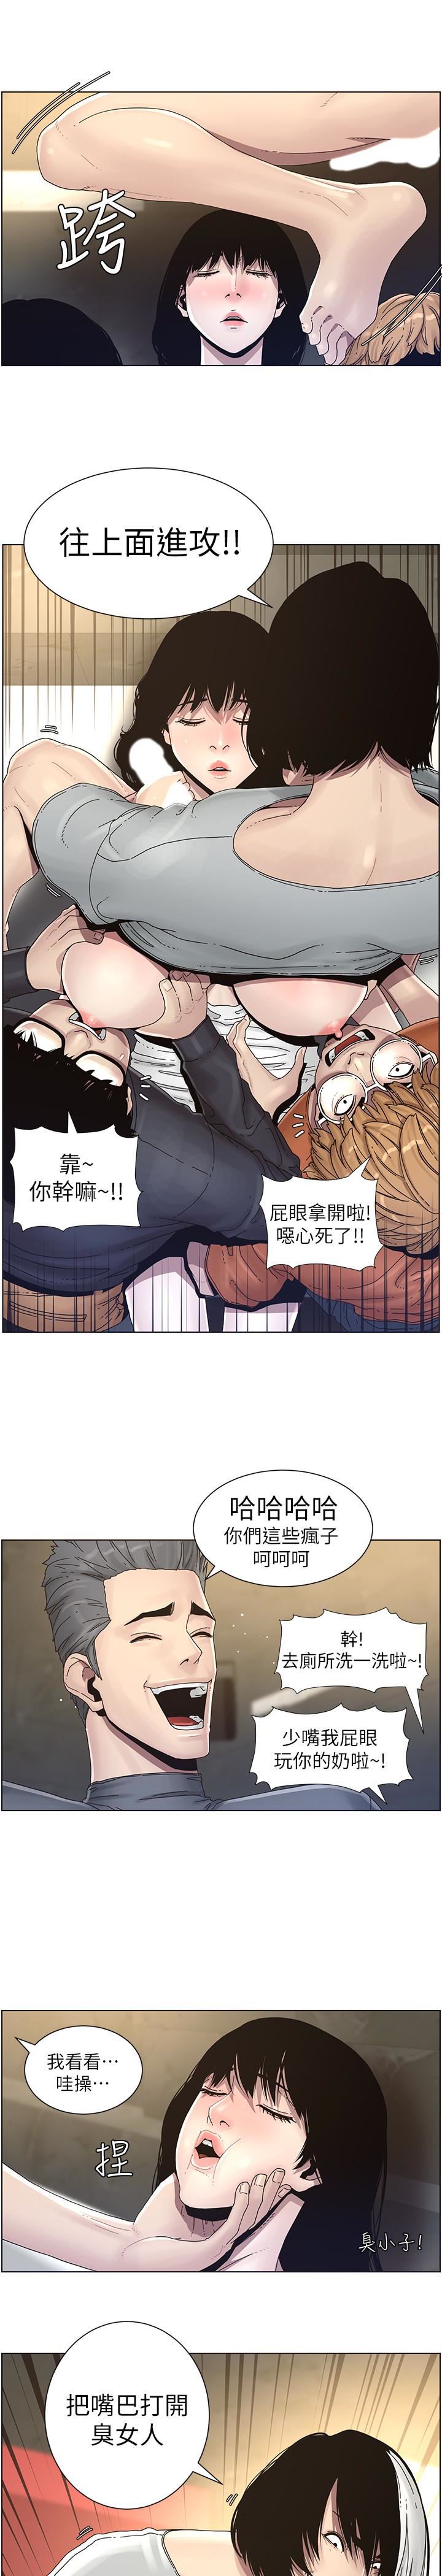 跨
往上面進攻!!
靠~
你幹嘛~!!
屁眼拿開啦!
噁心死了!!
哈哈哈哈
你們這些瘋子
呵呵呵
幹!
去廁所洗一洗啦~!
少嘴我屁眼
玩你的奶啦~!
我看看…
哇操…
捏
臭小子!
把嘴巴打開
臭女人